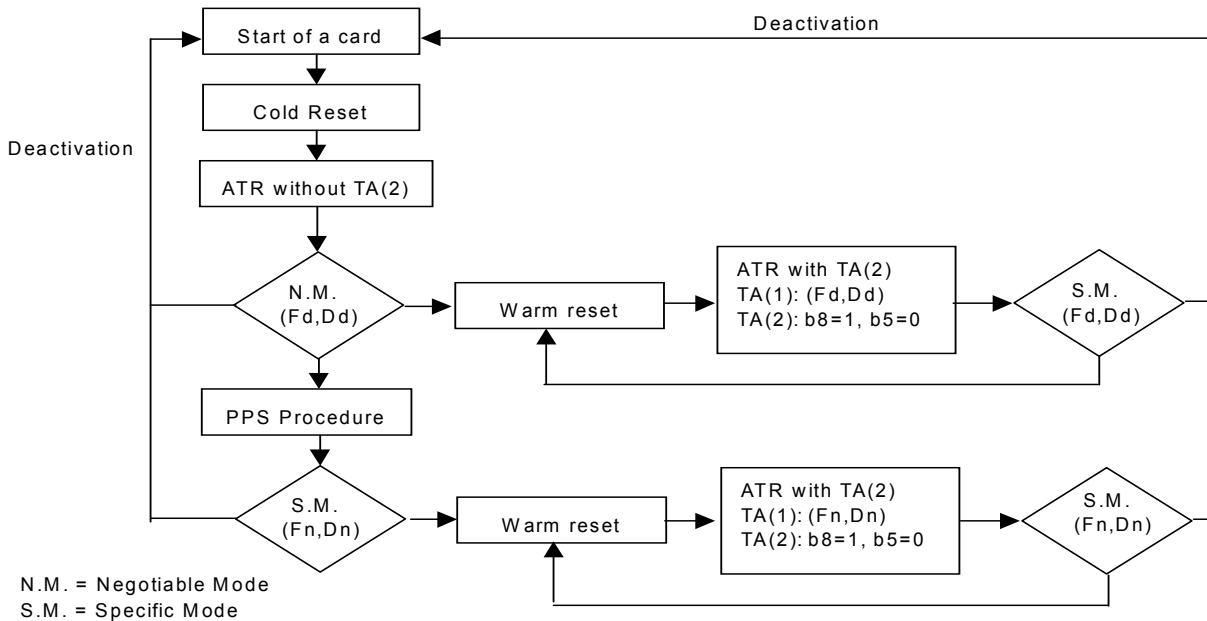 Deactivation
Start of a card
Cold Reset
Deactivation
ATR without TA(2)
N.M.
(Fd,Dd)
Warm reset
ATR with TA(2)
TA(1): (Fd,Dd)
TA(2): b8=1, b5=0
S.M.
(Fd,Dd)
PPS Procedure
S.M.
(Fn,Dn)
Warm reset
ATR with TA(2)
TA(1): (Fn,Dn)
TA(2): b8=1, b5=0
S.M.
(Fn,Dn)
N.M. = Negotiable Mode
S.M. = Specific Mode